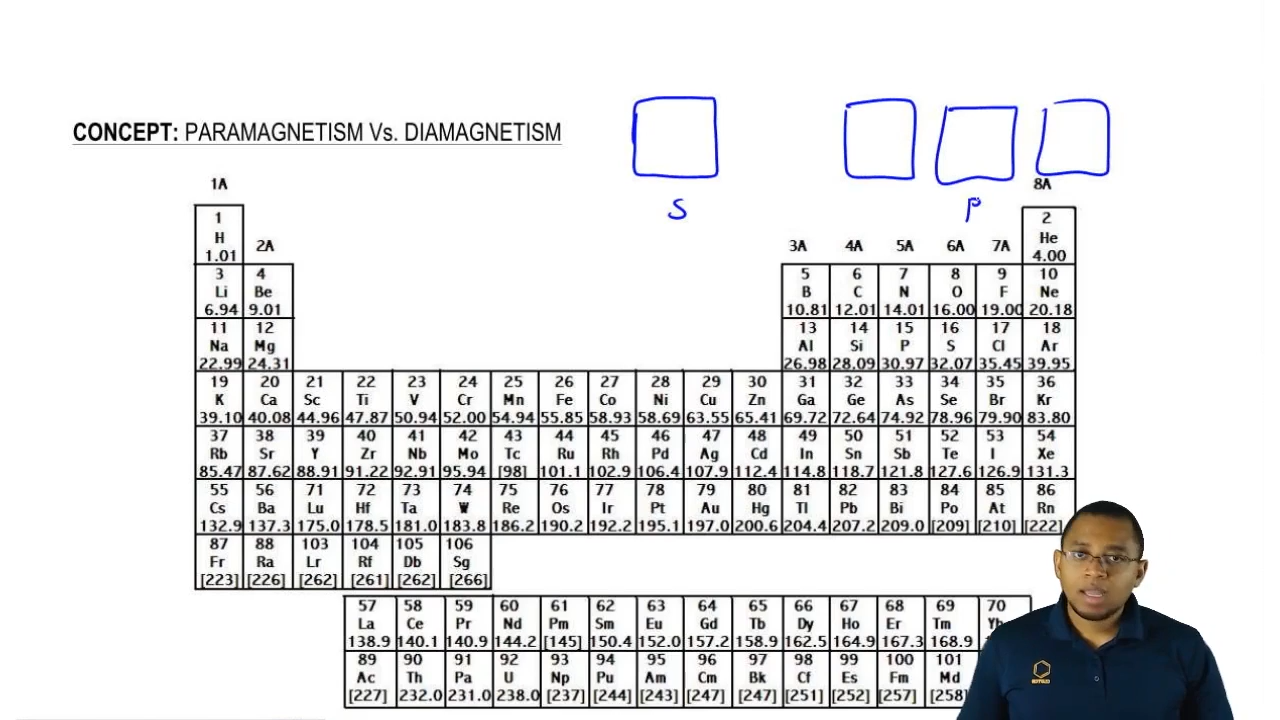 CONCEPT: PARAMAGNETISM Vs. DIAMAGNETISM
S P
1A 8A
1 2
H He
1.01 2A 3A 4A 5A 6A 7A 4.00
3 4 5 6 7 8 9 10
Li Be B C N O F Ne
6.94 9.01 10.81 12.01 14.01 16.00 19.00 20.18
11 12 13 14 15 16 17 18
Na Mg Al Si P S Cl Ar
22.99 24.31 26.98 28.09 30.97 32.07 35.45 39.95
19 20 21 22 23 24 25 26 27 28 29 30 31 32 33 34 35 36
K Ca Sc Ti V Cr Mn Fe Co Ni Cu Zn Ga Ge As Se Br Kr
39.10 40.08 44.96 47.87 50.94 52.00 54.94 55.85 58.93 58.69 63.55 65.41 69.72 72.64 74.92 78.96 79.90 83.80
37 38 39 40 41 42 43 44 45 46 47 48 49 50 51 52 53 54
Rb Sr Y Zr Nb Mo Tc Ru Rh Pd Ag Cd In Sn Sb Te I Xe
85.47 87.62 88.91 91.22 92.91 95.94 [98] 101.1 102.9 106.4 107.9 112.4 114.8 118.7 121.8 127.6 126.9 131.3
55 56 71 72 73 74 75 76 77 78 79 80 81 82 83 84 85 86
Cs Ba Lu Hf Ta W Re Os Ir Pt Au Hg Tl Pb Bi Po At Rn
132.9 137.3 175.0 178.5 181.0 183.8 186.2 190.2 192.2 195.1 197.0 200.6 204.4 207.2 209.0 [209] [210] [222]
87 88 103 104 105 106
Fr Ra Lr Rf Db Sg
[223] [226] [262] [261] [262] [266]
57 58 59 60 61 62 63 64 65 66 67 68 69 70
La Ce Pr Nd Pm Sm Eu Gd Tb Dy Ho Er Tm Yb
138.9 140.1 140.9 144.2 [145] 150.4 152.0 157.2 158.9 162.5 164.9 167.3 168.9
89 90 91 92 93 94 95 96 97 98 99 100 101
Ac Th Pa U Np Pu Am Cm Bk Cf Es Fm Md
[227] 232.0 231.0 238.0 [237] [244] [243] [247] [247] [251] [252] [257] [258]